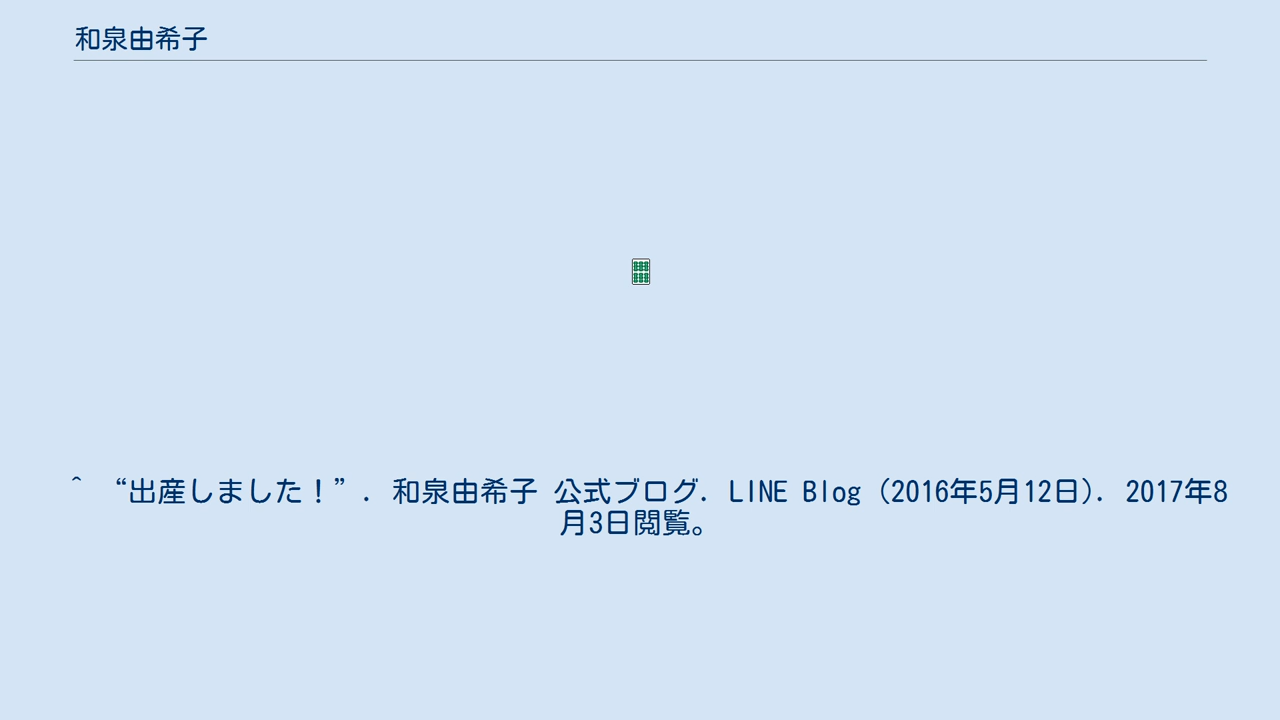 和泉由希子
^ “出産しました！”. 和泉由希子 公式ブログ. LINE Blog (2016年5月12日). 2017年8
月3日閲覧。